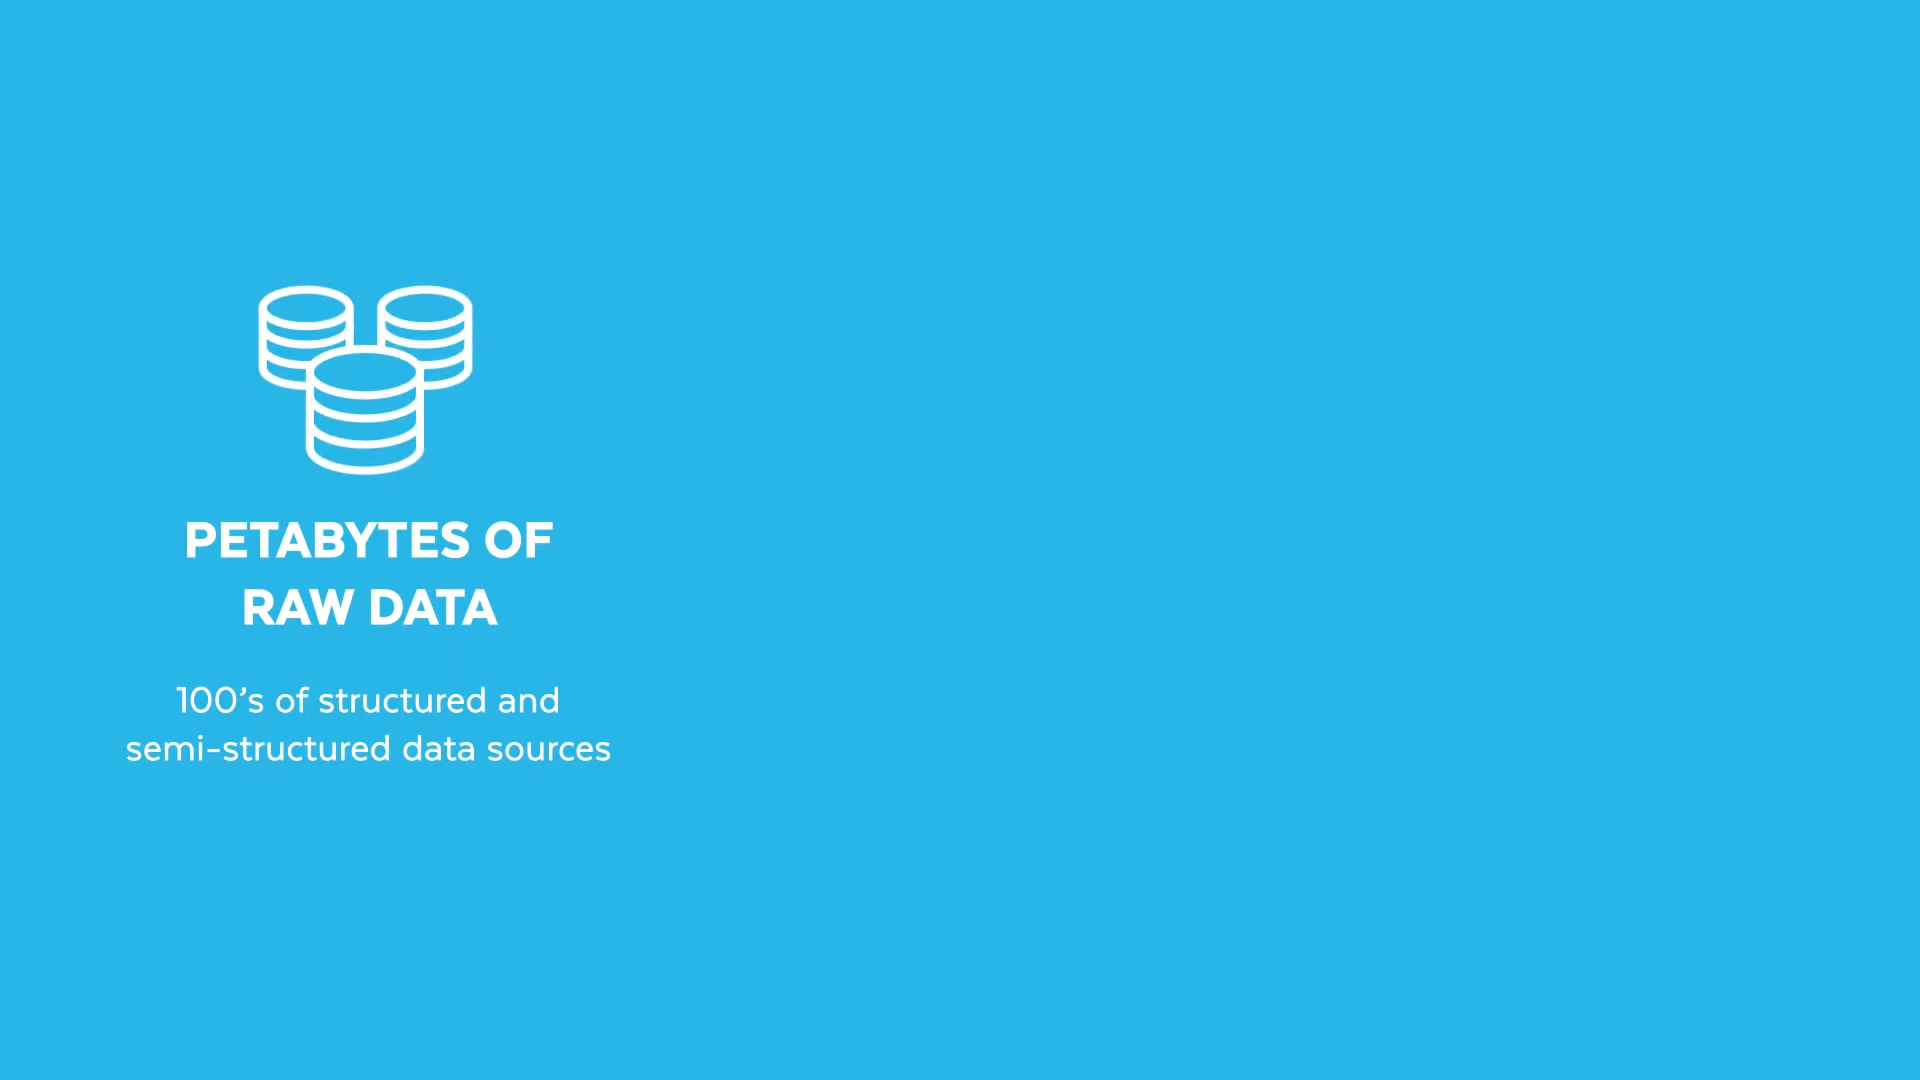 PETABYTES OF
RAW DATA
100’s of structured and
semi-structured data sources